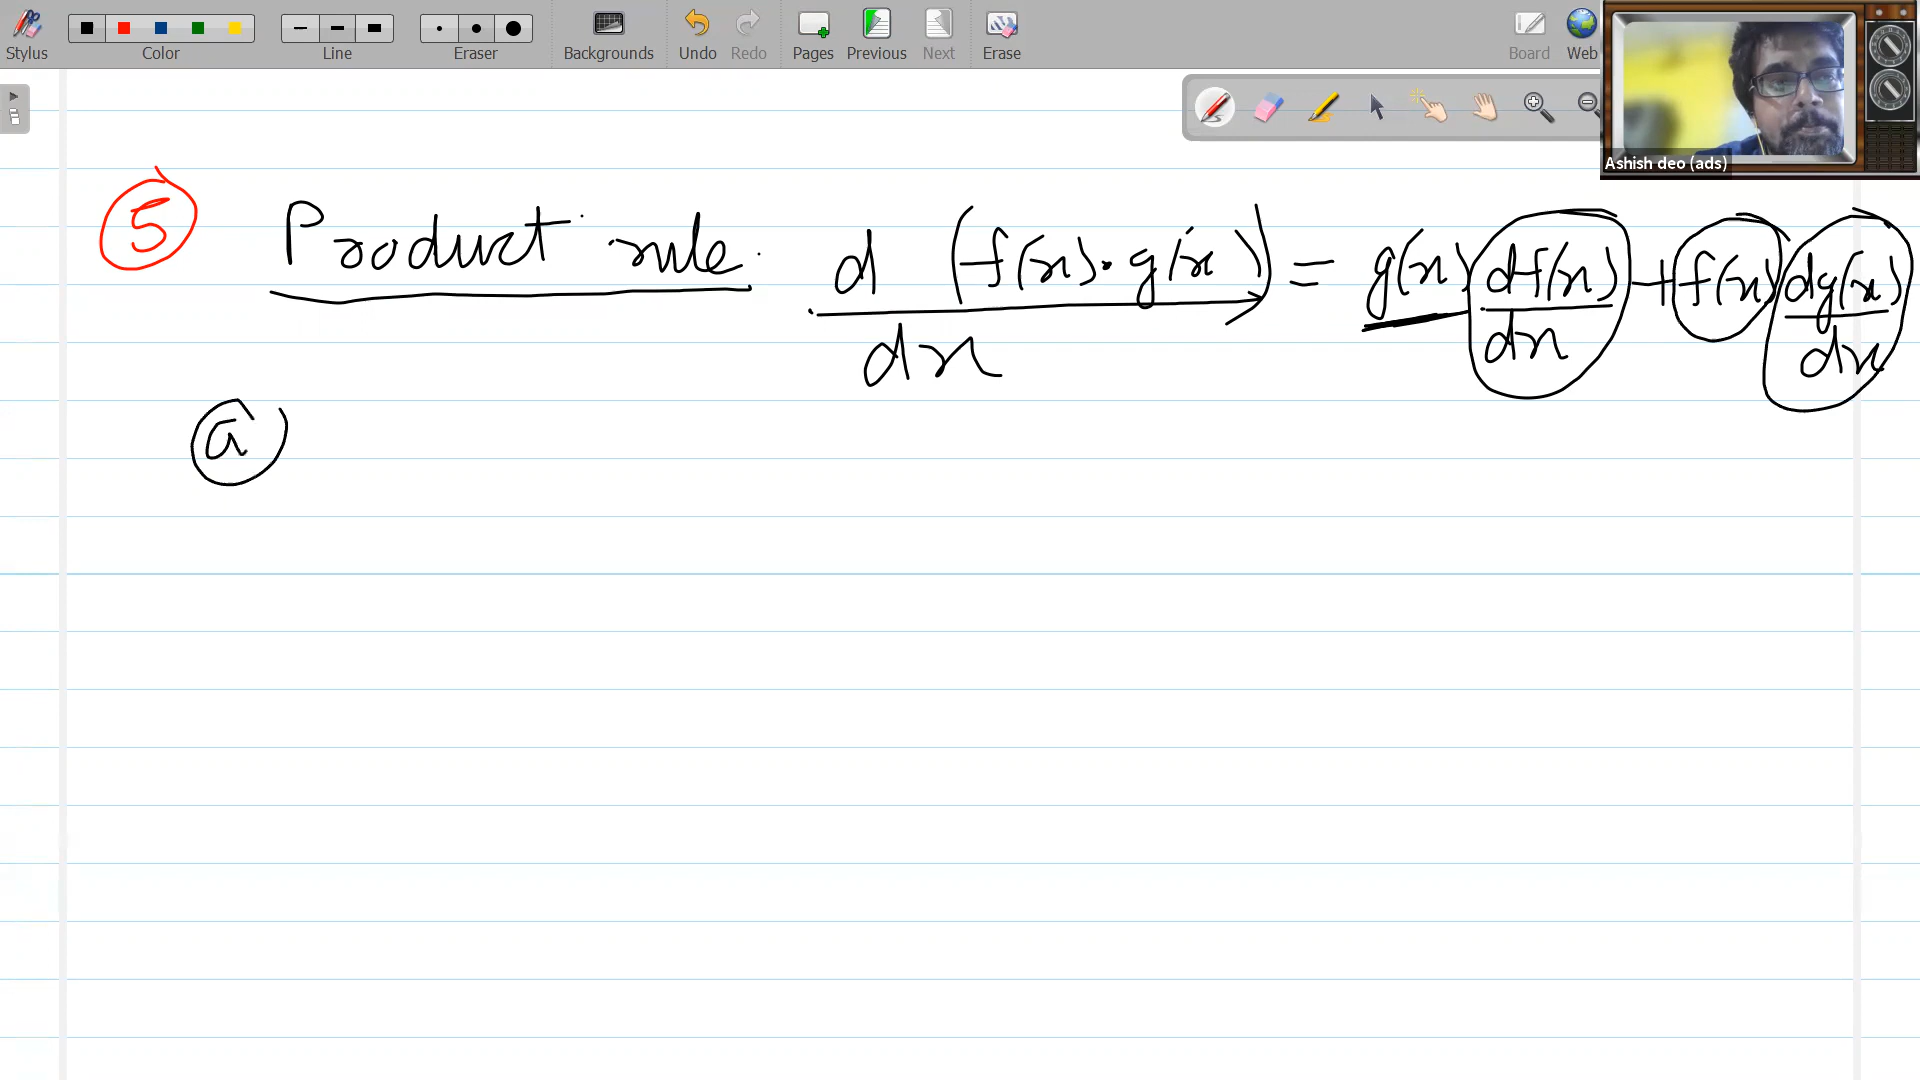 Stylus Color Line Eraser Backgrounds Undo Redo Pages Previous Next Erase Board Web
Ashish deo (ads)
5 Product rule. d (f(x)·g(x)) = g(x) df(x) + f(x) dg(x)
dx dx dx
a